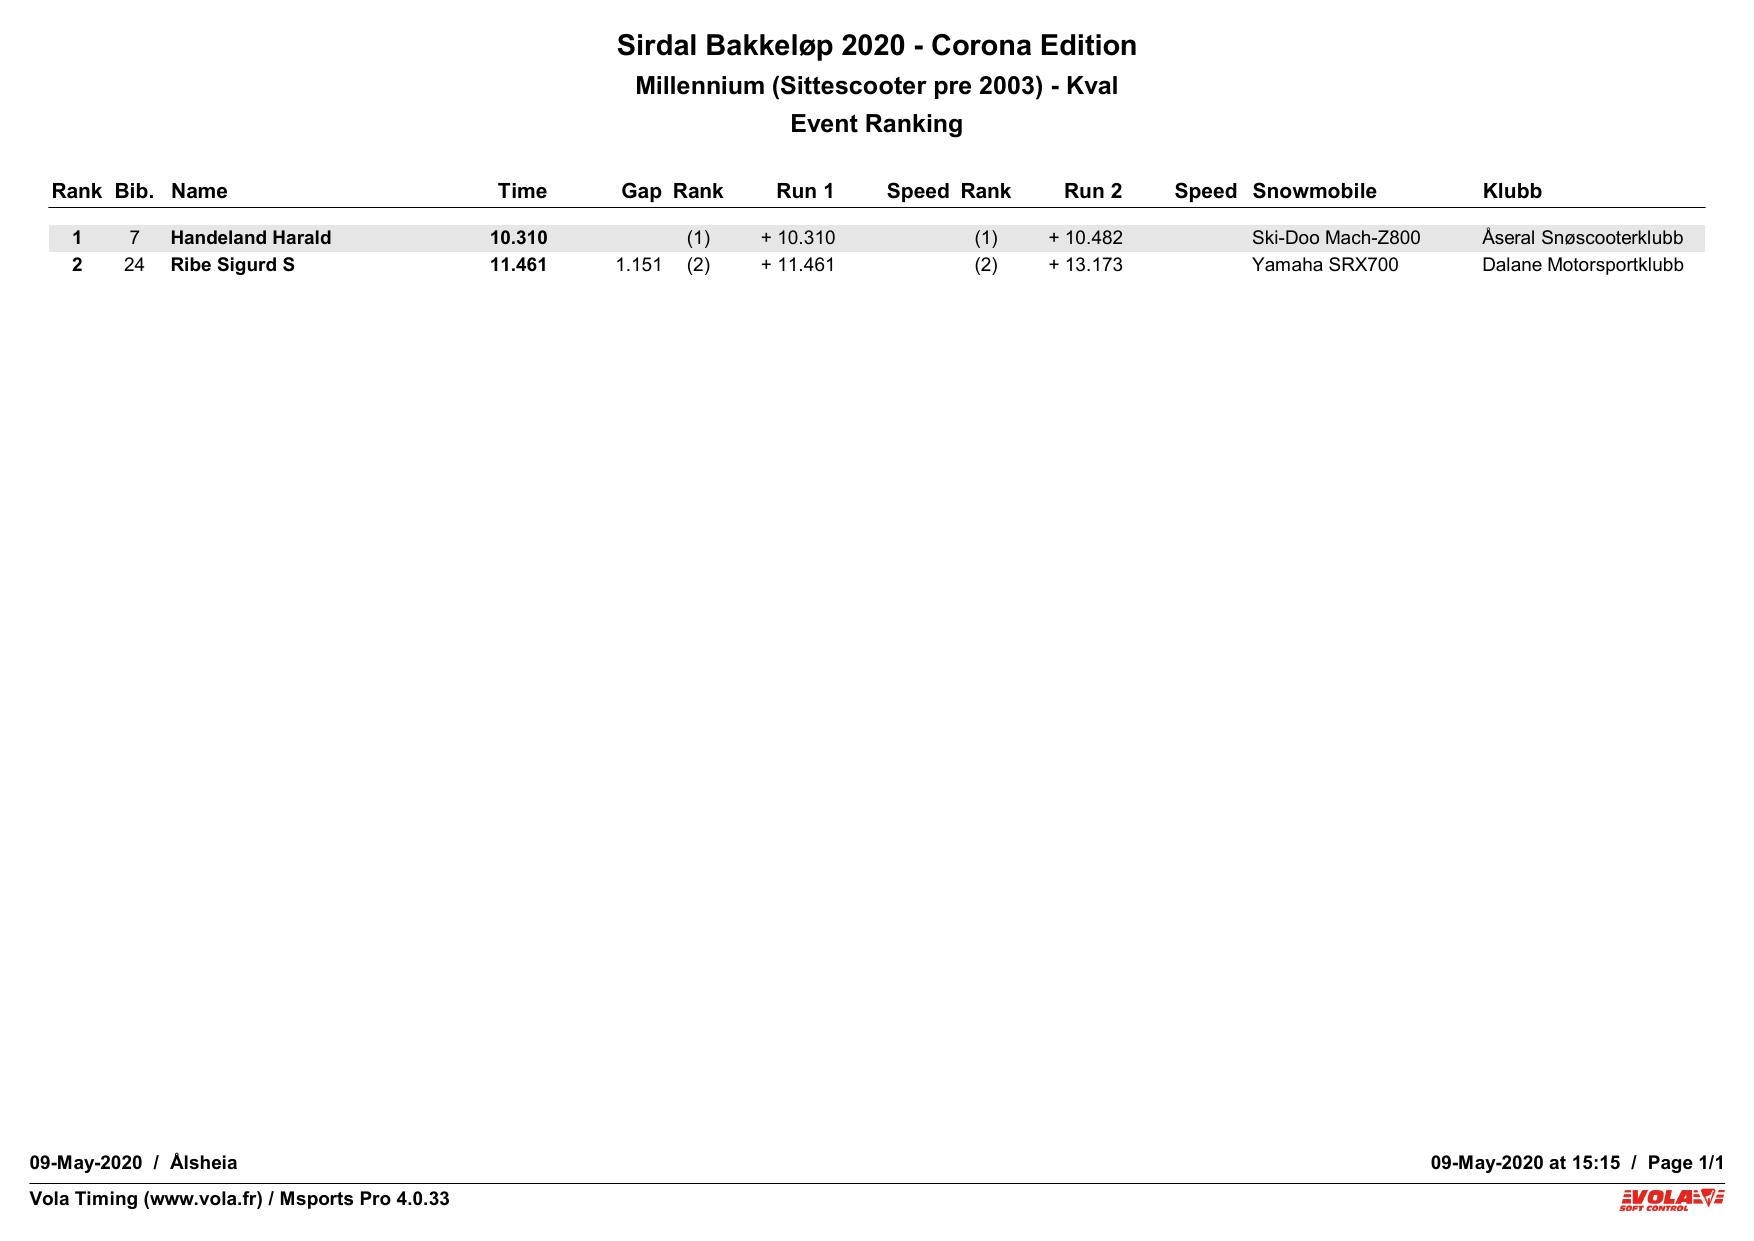 Sirdal Bakkeløp 2020 - Corona Edition
Millennium (Sittescooter pre 2003) - Kval
Event Ranking
Rank Bib. Name Time Gap Rank Run 1 Speed Rank Run 2 Speed Snowmobile Klubb
1 7 Handeland Harald 10.310 (1) + 10.310 (1) + 10.482 Ski-Doo Mach-Z800 Åseral Snøscooterklubb
2 24 Ribe Sigurd S 11.461 1.151 (2) + 11.461 (2) + 13.173 Yamaha SRX700 Dalane Motorsportklubb
09-May-2020 / Ålsheia 09-May-2020 at 15:15 / Page 1/1
Vola Timing (www.vola.fr) / Msports Pro 4.0.33 VOLA
SOFT CONTROL